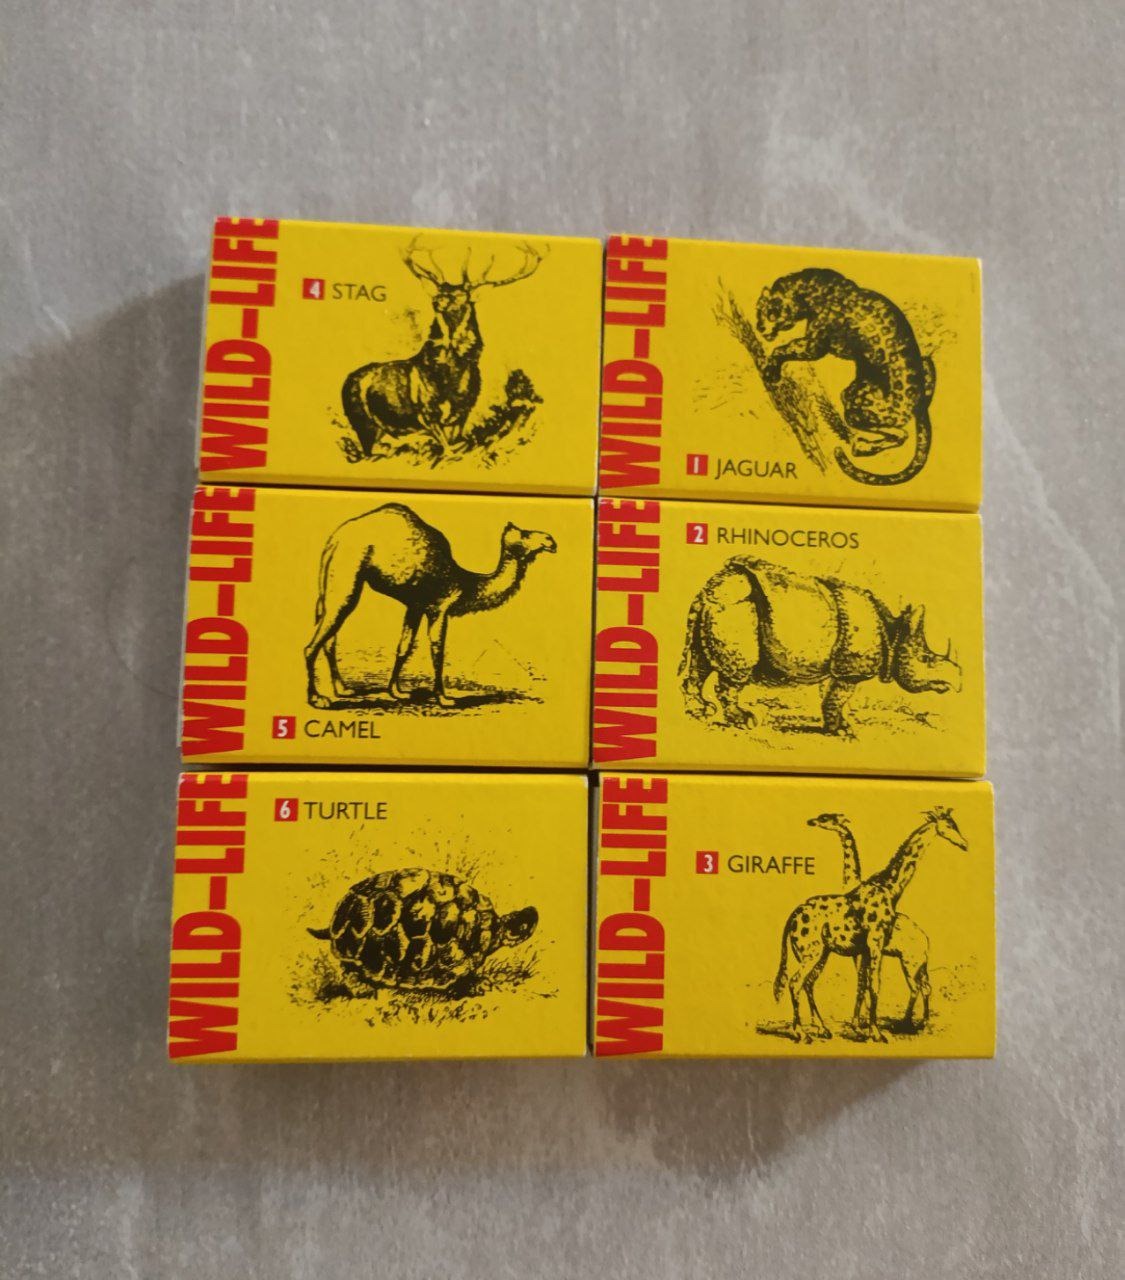 WILD–LIFE
4 STAG
WILD–LIFE
1 JAGUAR
WILD–LIFE
5 CAMEL
WILD–LIFE
2 RHINOCEROS
WILD–LIFE
6 TURTLE
WILD–LIFE
3 GIRAFFE